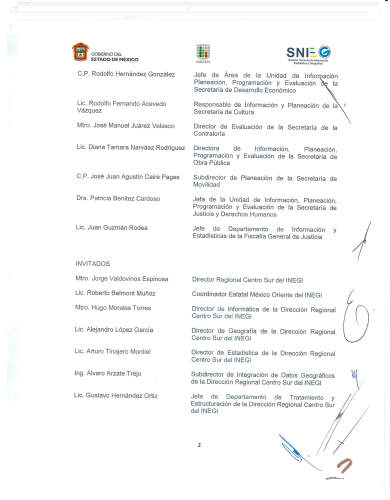 GOBIERNO DEL
ESTADO DE MÉXICO
SNIEG
C.P. Rodolfo Hernández González
Jefe de Área de la Unidad de Información
Planeación, Programación y Evaluación de la
Secretaría de Desarrollo Económico
Lic. Rodolfo Fernando Acevedo
Vázquez
Responsable de Información y Planeación de la
Secretaría de Cultura
Mtro. José Manuel Juárez Velasco
Director de Evaluación de la Secretaría de la
Contraloría
Lic. Diana Tamara Narváez Rodríguez
Directora de Información, Planeación,
Programación y Evaluación de la Secretaría de
Obra Pública
C.P. José Juan Agustín Caire Pages
Subdirector de Planeación de la Secretaría de
Movilidad
Dra. Patricia Benítez Cardoso
Jefa de la Unidad de Información, Planeación,
Programación y Evaluación de la Secretaría de
Justicia y Derechos Humanos
Lic. Juan Guzmán Rodea
Jefe de Departamento de Información y
Estadísticas de la Fiscalía General de Justicia
INVITADOS
Mtro. Jorge Valdovinos Espinosa
Director Regional Centro Sur del INEGI
Lic. Roberto Belmont Muñoz
Coordinador Estatal México Oriente del INEGI
Mtro. Hugo Morales Torres
Director de Informática de la Dirección Regional
Centro Sur del INEGI
Lic. Alejandro López García
Director de Geografía de la Dirección Regional
Centro Sur del INEGI
Lic. Arturo Tinajero Montiel
Director de Estadística de la Dirección Regional
Centro Sur del INEGI
Ing. Álvaro Arzate Trejo
Subdirector de Integración de Datos Geográficos
de la Dirección Regional Centro Sur del INEGI
Lic. Gustavo Hernández Ortiz
Jefe de Departamento de Tratamiento y
Estructuración de la Dirección Regional Centro Sur
del INEGI
2